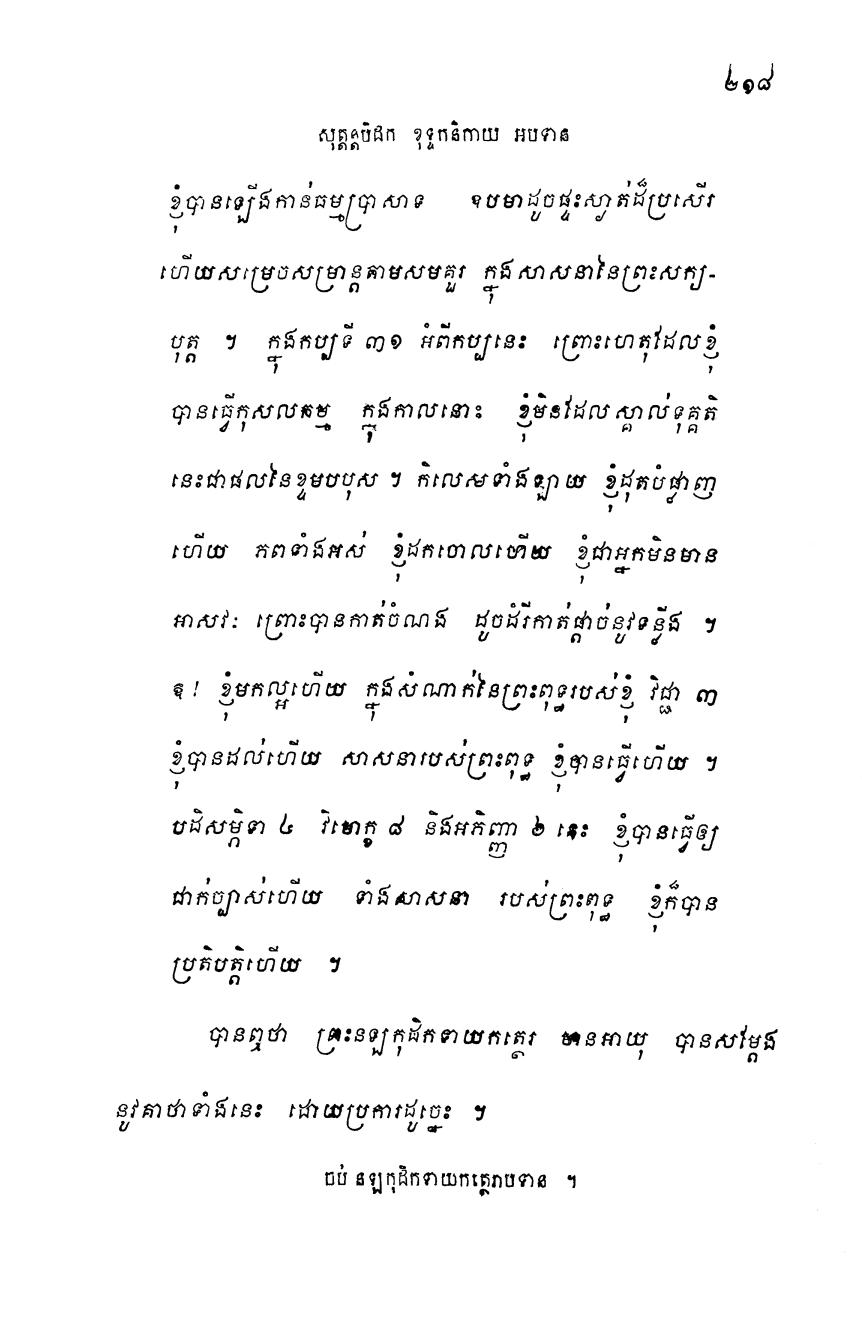 ២១៨
សុត្តន្តបិដក ខុទ្ទកនិកាយ អបទាន
ខ្ញុំបានឡើងកាន់ធម្មប្រាសាទ ឧបមាដូចផ្ទះស្ងាត់ដ៏ប្រសើរ
ហើយសម្រេចសម្រាន្តតាមសមគួរ ក្នុងសាសនានៃព្រះសក្យ-
បុត្ត ។ ក្នុងកប្បទី ៣១ អំពីកប្បនេះ ព្រោះហេតុដែលខ្ញុំ
បានធ្វើកុសលកម្ម ក្នុងកាលនោះ ខ្ញុំមិនដែលស្គាល់ទុគ្គតិ
នេះជាផលនៃខ្ទមបបុស ។ កិលេសទាំងឡាយ ខ្ញុំដុតបំផ្លាញ
ហើយ ភពទាំងអស់ ខ្ញុំដកចោលហើយ ខ្ញុំជាអ្នកមិនមាន
អាសវៈ ព្រោះបានកាត់ចំណង ដូចដំរីកាត់ផ្តាច់នូវទន្លីង ។
ឱ! ខ្ញុំមកល្អហើយ ក្នុងសំណាក់នៃព្រះពុទ្ធរបស់ខ្ញុំ វិជ្ជា ៣
ខ្ញុំបានដល់ហើយ សាសនារបស់ព្រះពុទ្ធ ខ្ញុំបានធ្វើហើយ ។
បដិសម្ភិទា ៤ វិមោក្ខ ៨ និងអភិញ្ញា ៦ នេះ ខ្ញុំបានធ្វើឲ្យ
ជាក់ច្បាស់ហើយ ទាំងសាសនា របស់ព្រះពុទ្ធ ខ្ញុំក៏បាន
ប្រតិបត្តិហើយ ។
បានឮថា ព្រះនឡកុដិកទាយកត្ថេរ មានអាយុ បានសម្តែង
នូវគាថាទាំងនេះ ដោយប្រការដូច្នេះ ។
ចប់ នឡកុដិកទាយកត្ថេរាបទាន ។